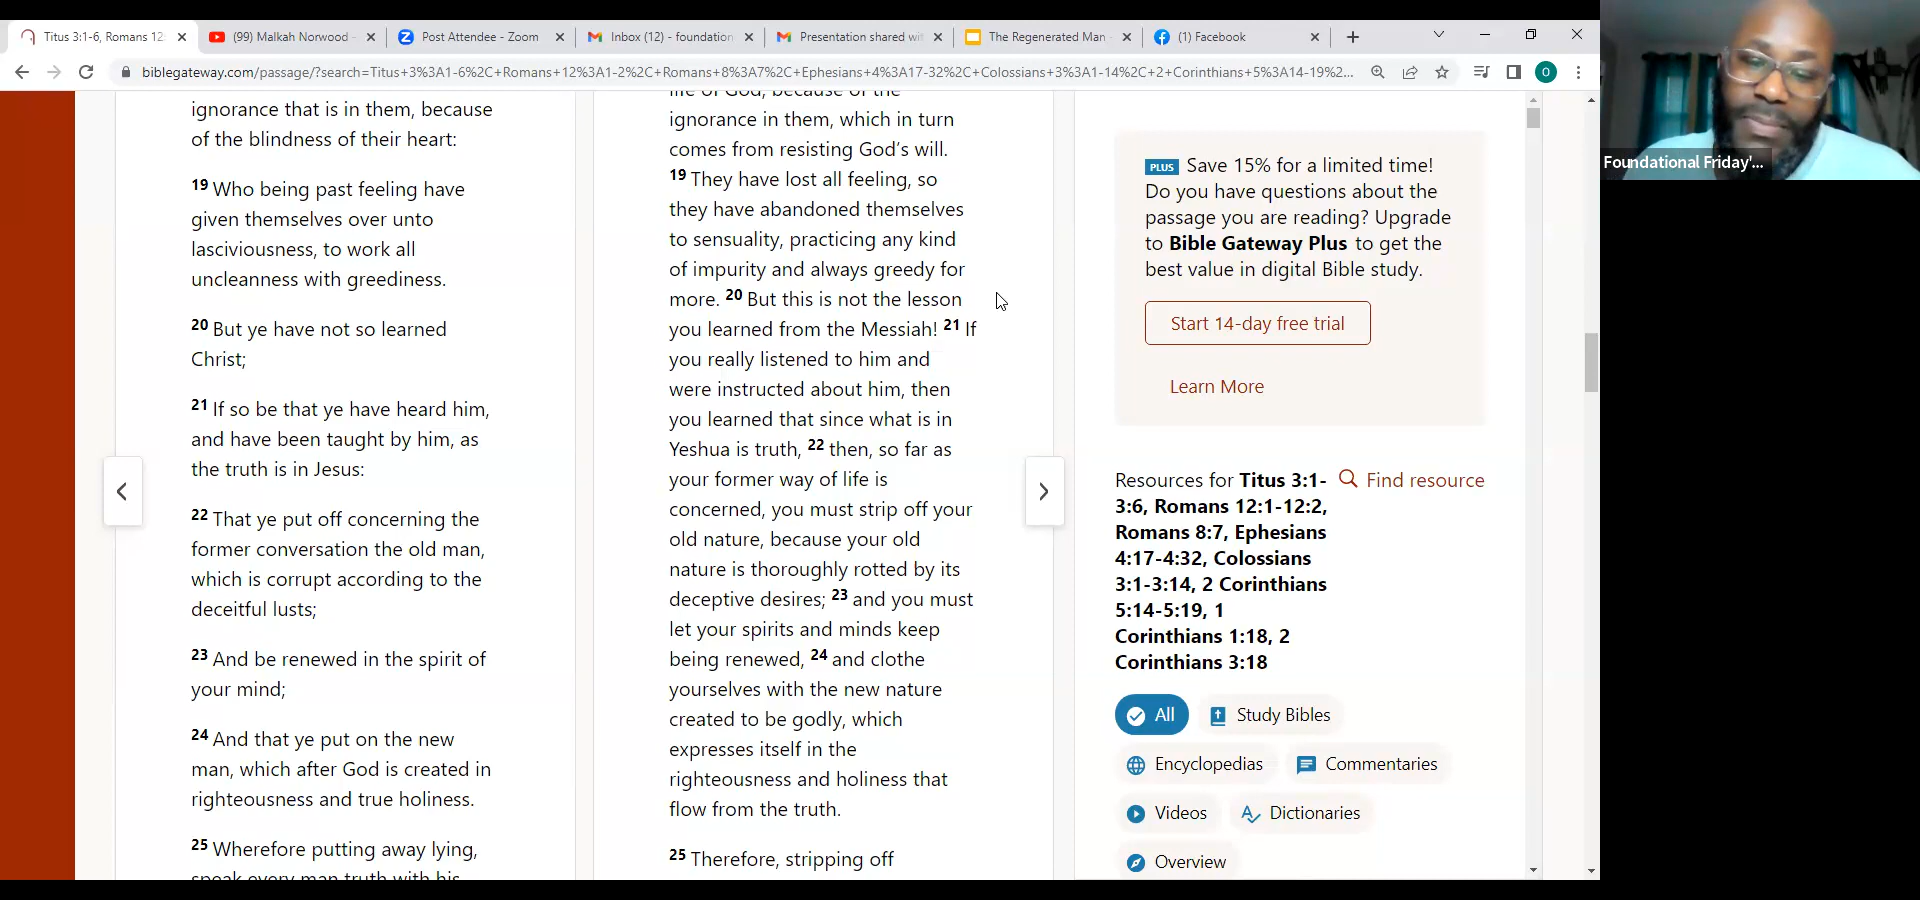 Titus 3:1-6, Romans 12:
(99) Malkah Norwood -
Post Attendee - Zoom
Inbox (12) - foundation
Presentation shared wit
The Regenerated Man -
(1) Facebook
biblegateway.com/passage/?search=Titus+3%3A1-6%2C+Romans+12%3A1-2%2C+Romans+8%3A7%2C+Ephesians+4%3A17-32%2C+Colossians+3%3A1-14%2C+2+Corinthians+5%3A14-19%2...
O
ignorance that is in them, because
of the blindness of their heart:
19 Who being past feeling have
given themselves over unto
lasciviousness, to work all
uncleanness with greediness.
20 But ye have not so learned
Christ;
21 If so be that ye have heard him,
and have been taught by him, as
the truth is in Jesus:
22 That ye put off concerning the
former conversation the old man,
which is corrupt according to the
deceitful lusts;
23 And be renewed in the spirit of
your mind;
24 And that ye put on the new
man, which after God is created in
righteousness and true holiness.
25 Wherefore putting away lying,
speak every man truth with his
life of God, because of the
ignorance in them, which in turn
comes from resisting God's will.
19 They have lost all feeling, so
they have abandoned themselves
to sensuality, practicing any kind
of impurity and always greedy for
more. 20 But this is not the lesson
you learned from the Messiah! 21 If
you really listened to him and
were instructed about him, then
you learned that since what is in
Yeshua is truth, 22 then, so far as
your former way of life is
concerned, you must strip off your
old nature, because your old
nature is thoroughly rotted by its
deceptive desires; 23 and you must
let your spirits and minds keep
being renewed, 24 and clothe
yourselves with the new nature
created to be godly, which
expresses itself in the
righteousness and holiness that
flow from the truth.
25 Therefore, stripping off
PLUS Save 15% for a limited time!
Do you have questions about the
passage you are reading? Upgrade
to Bible Gateway Plus to get the
best value in digital Bible study.
Start 14-day free trial
Learn More
Resources for Titus 3:1-
3:6, Romans 12:1-12:2,
Romans 8:7, Ephesians
4:17-4:32, Colossians
3:1-3:14, 2 Corinthians
5:14-5:19, 1
Corinthians 1:18, 2
Corinthians 3:18
Find resource
All
Study Bibles
Encyclopedias
Commentaries
Videos
Dictionaries
Overview
Foundational Friday'...